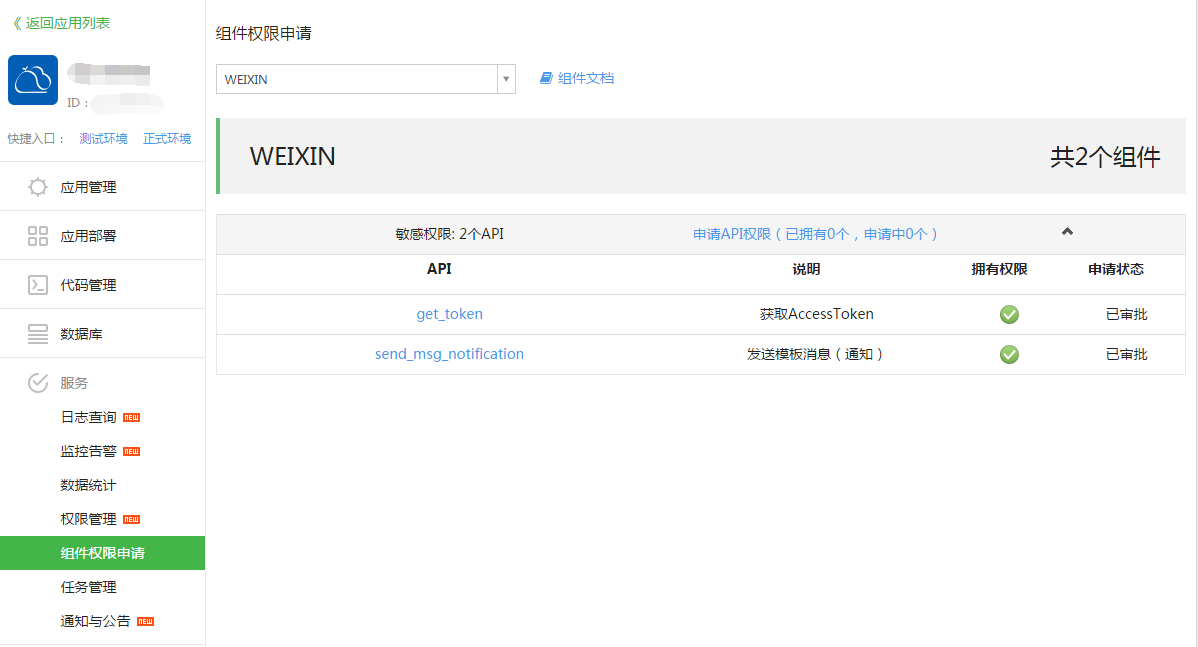 《 返回应用列表
ID：
快捷入口： 测试环境 正式环境
应用管理
应用部署
代码管理
数据库
服务
日志查询 NEW
监控告警 NEW
数据统计
权限管理 NEW
组件权限申请
任务管理
通知与公告 NEW
组件权限申请
WEIXIN 组件文档
WEIXIN 共2个组件
敏感权限: 2个API 申请API权限（已拥有0个，申请中0个）
API 说明 拥有权限 申请状态
get_token 获取AccessToken 已审批
send_msg_notification 发送模板消息（通知） 已审批